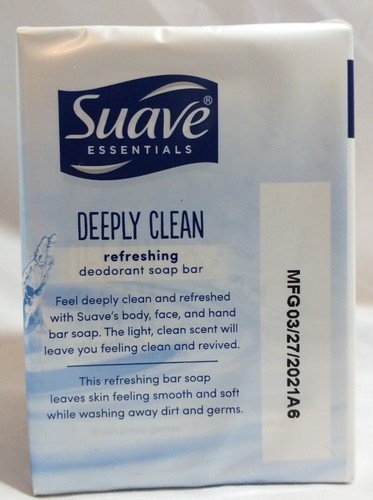 Suave®
ESSENTIALS
DEEPLY CLEAN
refreshing
deodorant soap bar
Feel deeply clean and refreshed
with Suave's body, face, and hand
bar soap. The light, clean scent will
leave you feeling clean and revived.
This refreshing bar soap
leaves skin feeling smooth and soft
while washing away dirt and germs.
MFG03/27/2021A6